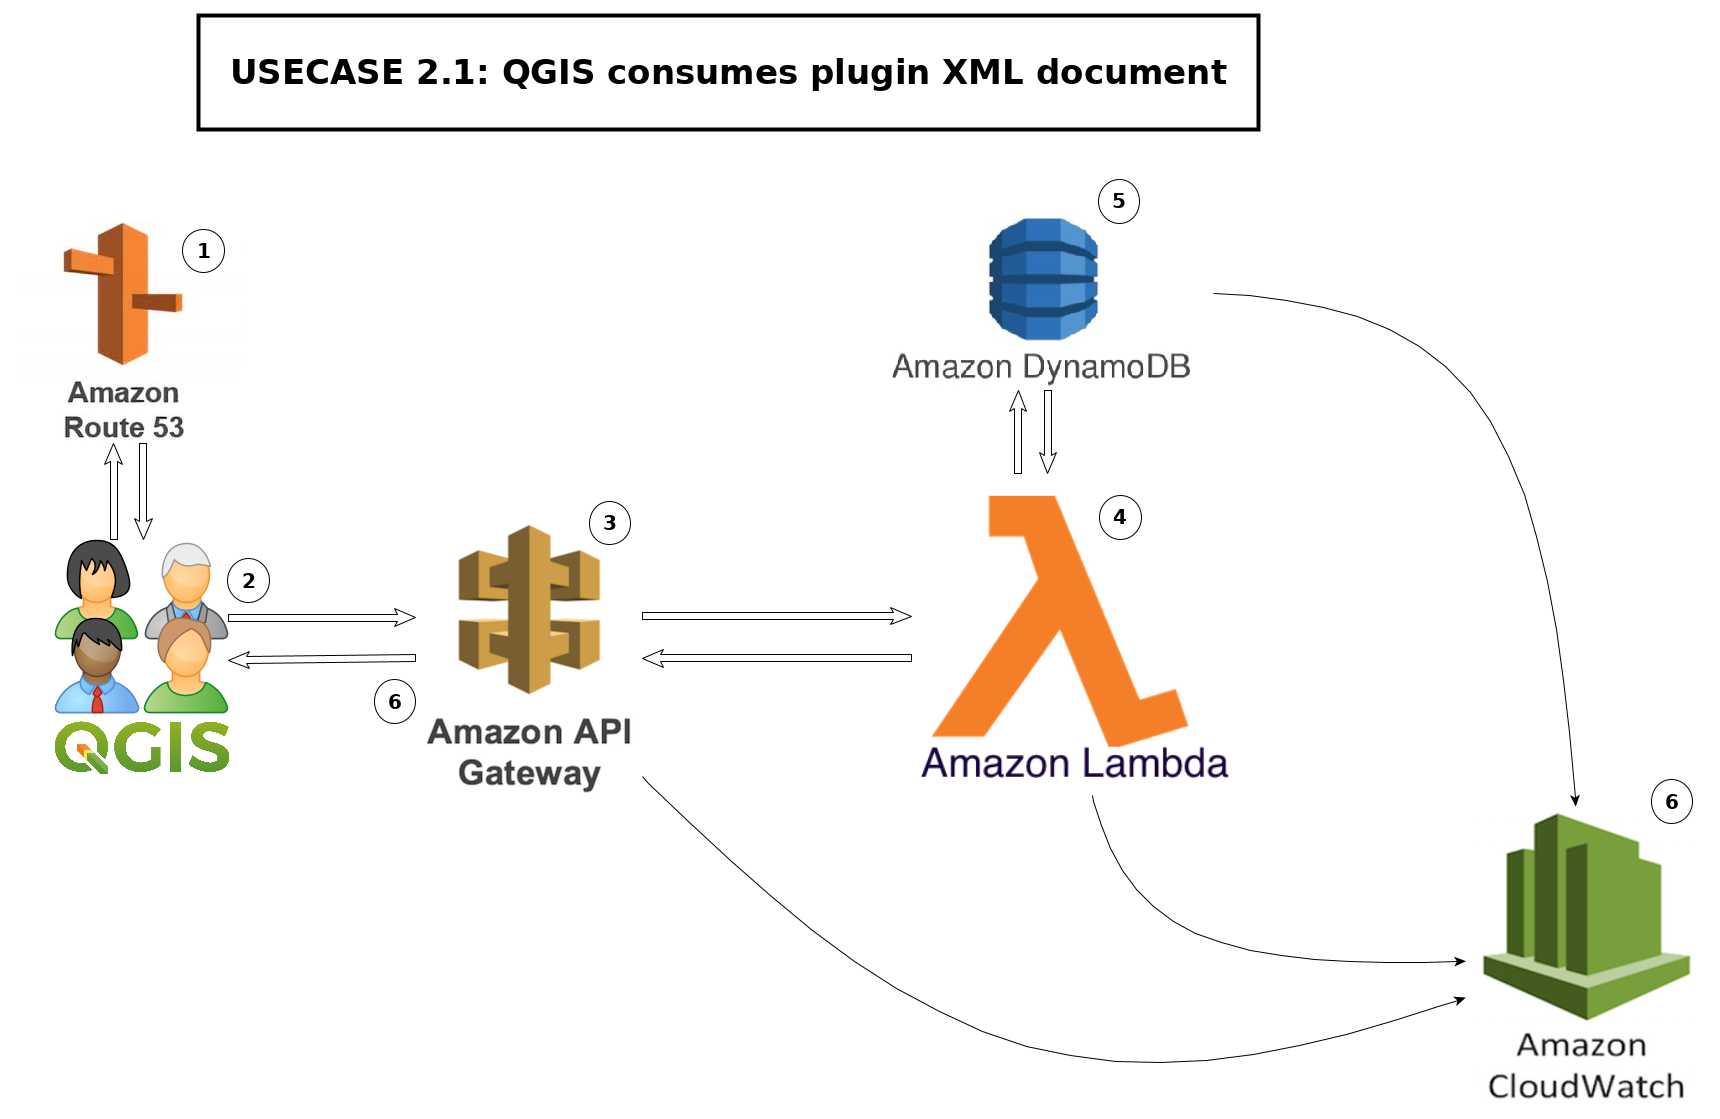 USECASE 2.1: QGIS consumes plugin XML document
5
1
Amazon DynamoDB
Amazon
Route 53
3
4
2
6
QGIS
Amazon API
Gateway
Amazon Lambda
6
Amazon
CloudWatch